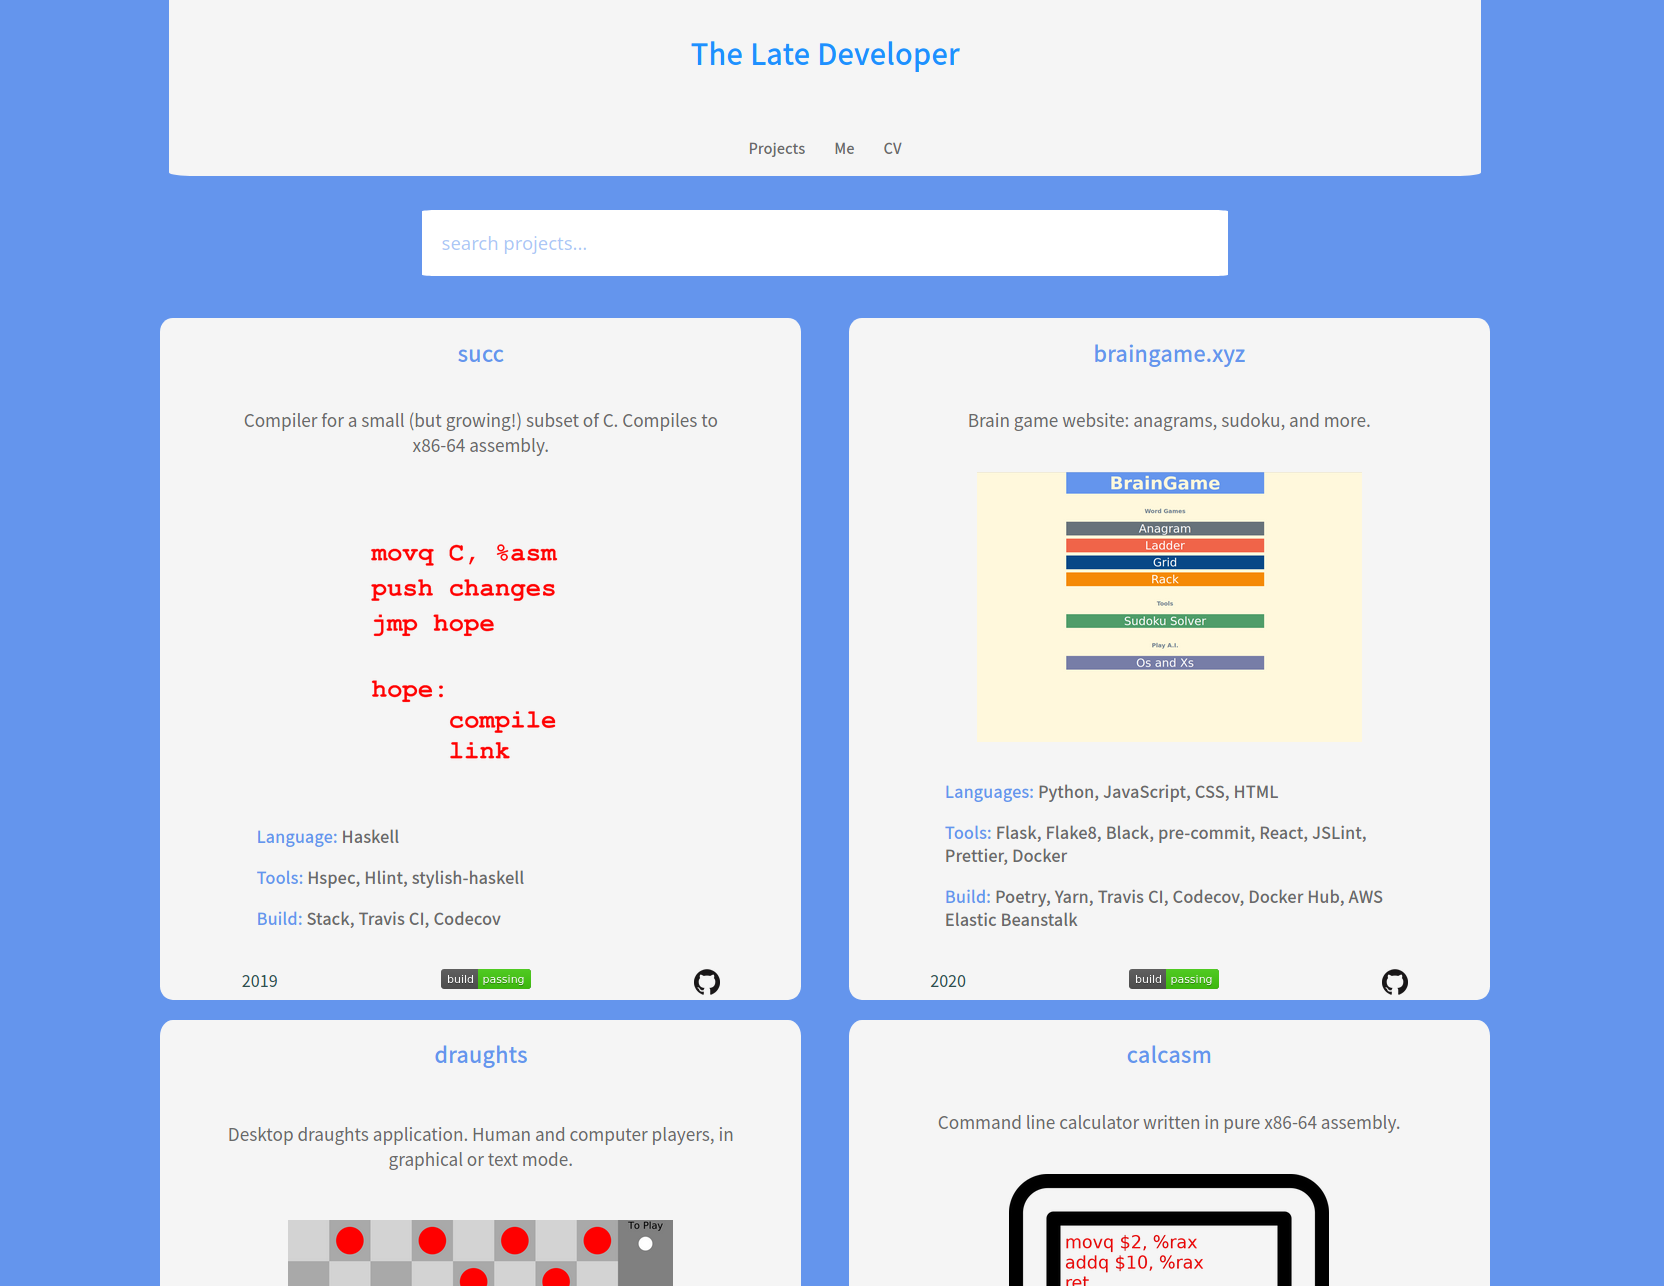 The Late Developer
Projects Me CV
search projects...
succ
Compiler for a small (but growing!) subset of C. Compiles to
x86-64 assembly.
movq C, %asm
push changes
jmp hope
hope:
compile
link
Language: Haskell
Tools: Hspec, Hlint, stylish-haskell
Build: Stack, Travis CI, Codecov
2019
build passing
braingame.xyz
Brain game website: anagrams, sudoku, and more.
BrainGame
Word Games
Anagram
Ladder
Grid
Rack
Tools
Sudoku Solver
Play A.I.
Os and Xs
Languages: Python, JavaScript, CSS, HTML
Tools: Flask, Flake8, Black, pre-commit, React, JSLint,
Prettier, Docker
Build: Poetry, Yarn, Travis CI, Codecov, Docker Hub, AWS
Elastic Beanstalk
2020
build passing
draughts
Desktop draughts application. Human and computer players, in
graphical or text mode.
To Play
calcasm
Command line calculator written in pure x86-64 assembly.
movq $2, %rax
addq $10, %rax
ret